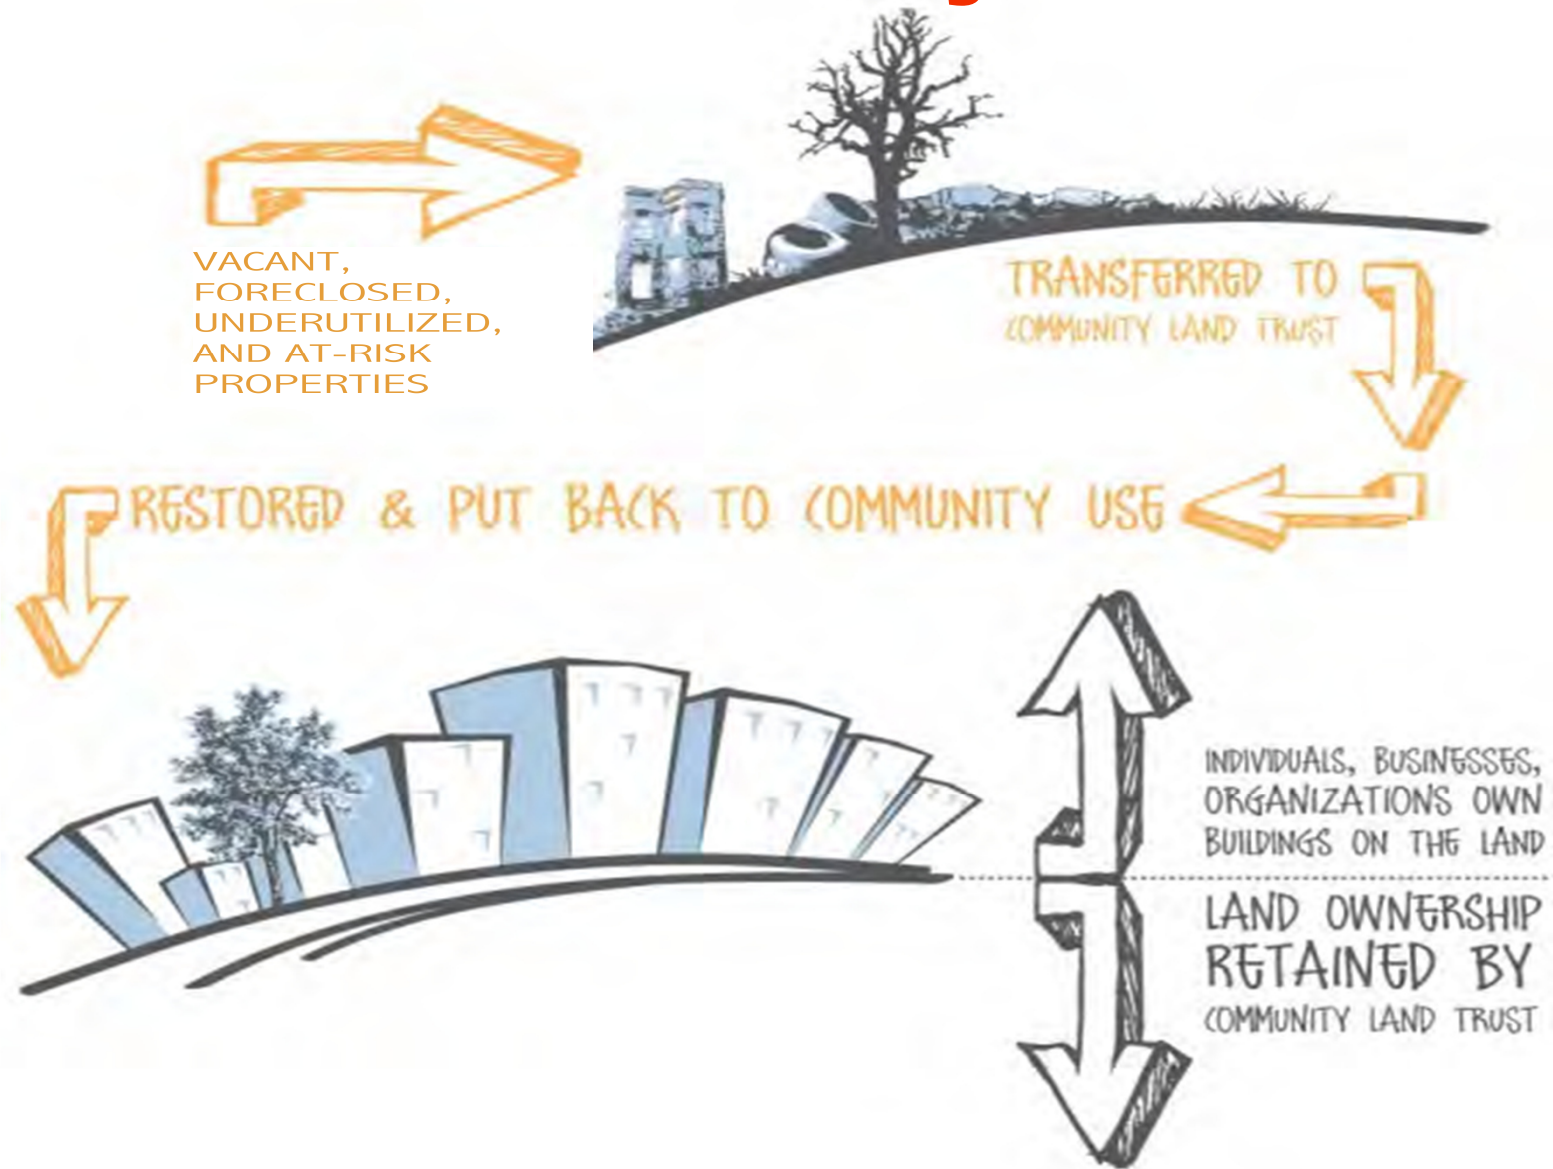 VACANT,
FORECLOSED,
UNDERUTILIZED,
AND AT-RISK
PROPERTIES
TRANSFERRED TO
COMMUNITY LAND TRUST
RESTORED & PUT BACK TO COMMUNITY USE
INDIVIDUALS, BUSINESSES,
ORGANIZATIONS OWN
BUILDINGS ON THE LAND
LAND OWNERSHIP
RETAINED BY
COMMUNITY LAND TRUST